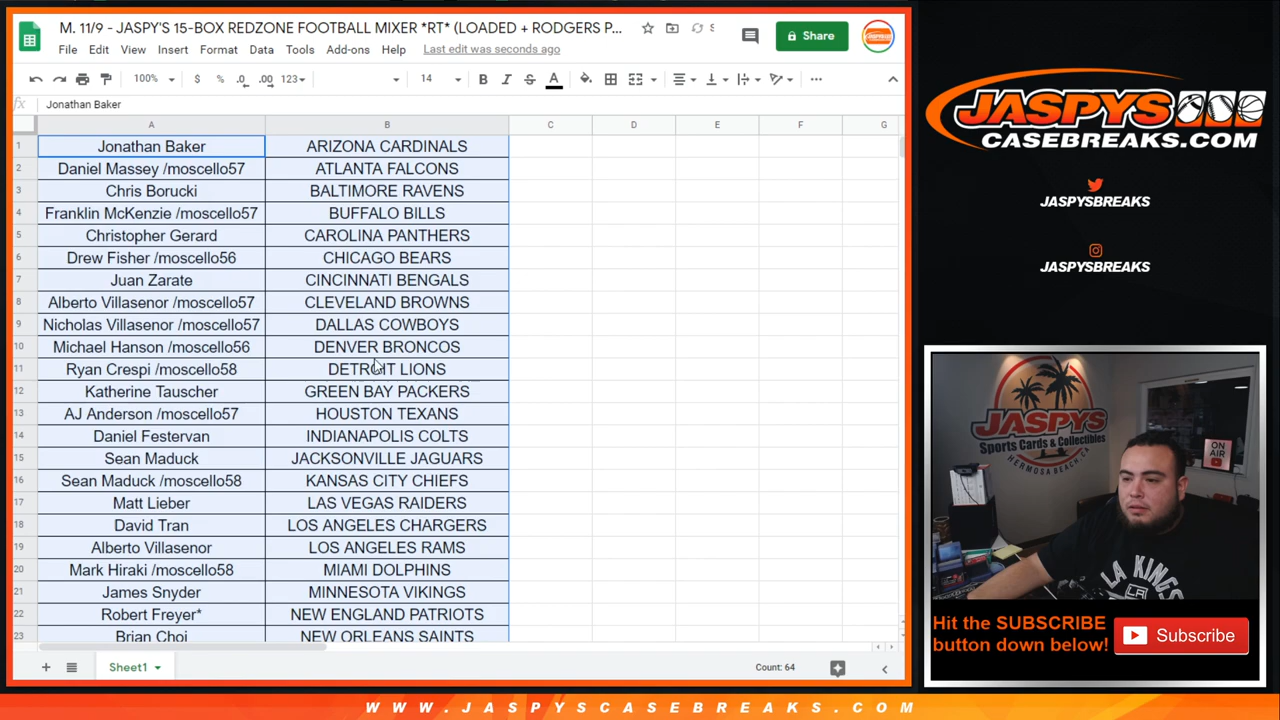 M. 11/9 - JASPY'S 15-BOX REDZONE FOOTBALL MIXER *RT* (LOADED + RODGERS P...
Share
File Edit View Insert Format Data Tools Add-ons Help Last edit was seconds ago
100% $ % .0 .00 123 14 B I S A
fx Jonathan Baker
A B C D E F G
1 Jonathan Baker ARIZONA CARDINALS
2 Daniel Massey /moscello57 ATLANTA FALCONS
3 Chris Borucki BALTIMORE RAVENS
4 Franklin McKenzie /moscello57 BUFFALO BILLS
5 Christopher Gerard CAROLINA PANTHERS
6 Drew Fisher /moscello56 CHICAGO BEARS
7 Juan Zarate CINCINNATI BENGALS
8 Alberto Villasenor /moscello57 CLEVELAND BROWNS
9 Nicholas Villasenor /moscello57 DALLAS COWBOYS
10 Michael Hanson /moscello56 DENVER BRONCOS
11 Ryan Crespi /moscello58 DETROIT LIONS
12 Katherine Tauscher GREEN BAY PACKERS
13 AJ Anderson /moscello57 HOUSTON TEXANS
14 Daniel Festervan INDIANAPOLIS COLTS
15 Sean Maduck JACKSONVILLE JAGUARS
16 Sean Maduck /moscello58 KANSAS CITY CHIEFS
17 Matt Lieber LAS VEGAS RAIDERS
18 David Tran LOS ANGELES CHARGERS
19 Alberto Villasenor LOS ANGELES RAMS
20 Mark Hiraki /moscello58 MIAMI DOLPHINS
21 James Snyder MINNESOTA VIKINGS
22 Robert Freyer* NEW ENGLAND PATRIOTS
23 Brian Choi NEW ORLEANS SAINTS
Sheet1
Count: 64
JASPYS
CASEBREAKS.COM
JASPYSBREAKS
JASPYSBREAKS
JASPYS
Sports Cards & Collectibles
HERMOSA BEACH, CA
ON AIR
LA KINGS
Hit the SUBSCRIBE
button down below!
Subscribe
WWW.JASPYSCASEBREAKS.COM